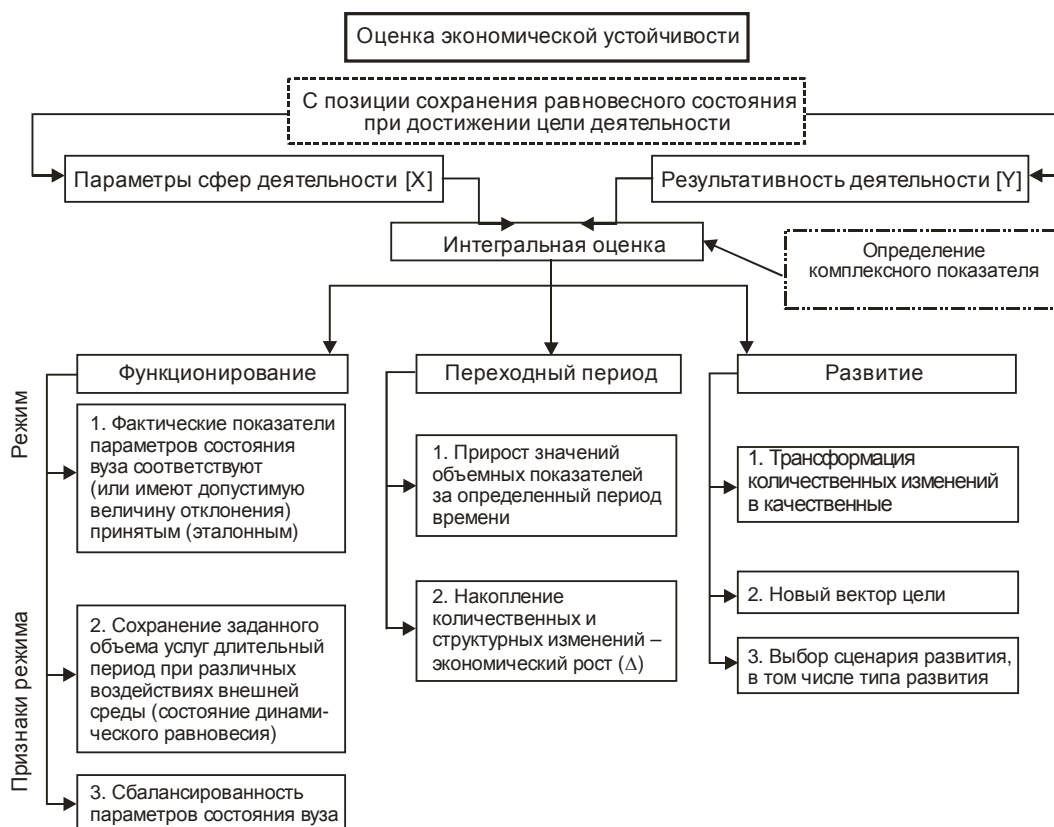 Оценка экономической устойчивости
С позиции сохранения равновесного состояния
при достижении цели деятельности
Параметры сфер деятельности [X]
Результативность деятельности [Y]
Интегральная оценка
Определение
комплексного показателя
Режим
Функционирование
Переходный период
Развитие
Признаки режима
1. Фактические показатели
параметров состояния
вуза соответствуют
(или имеют допустимую
величину отклонения)
принятым (эталонным)
2. Сохранение заданного
объема услуг длительный
период при различных
воздействиях внешней
среды (состояние динами-
ческого равновесия)
3. Сбалансированность
параметров состояния вуза
1. Прирост значений
объемных показателей
за определенный период
времени
2. Накопление
количественных и
структурных изменений –
экономический рост (Δ)
1. Трансформация
количественных изменений
в качественные
2. Новый вектор цели
3. Выбор сценария развития,
в том числе типа развития